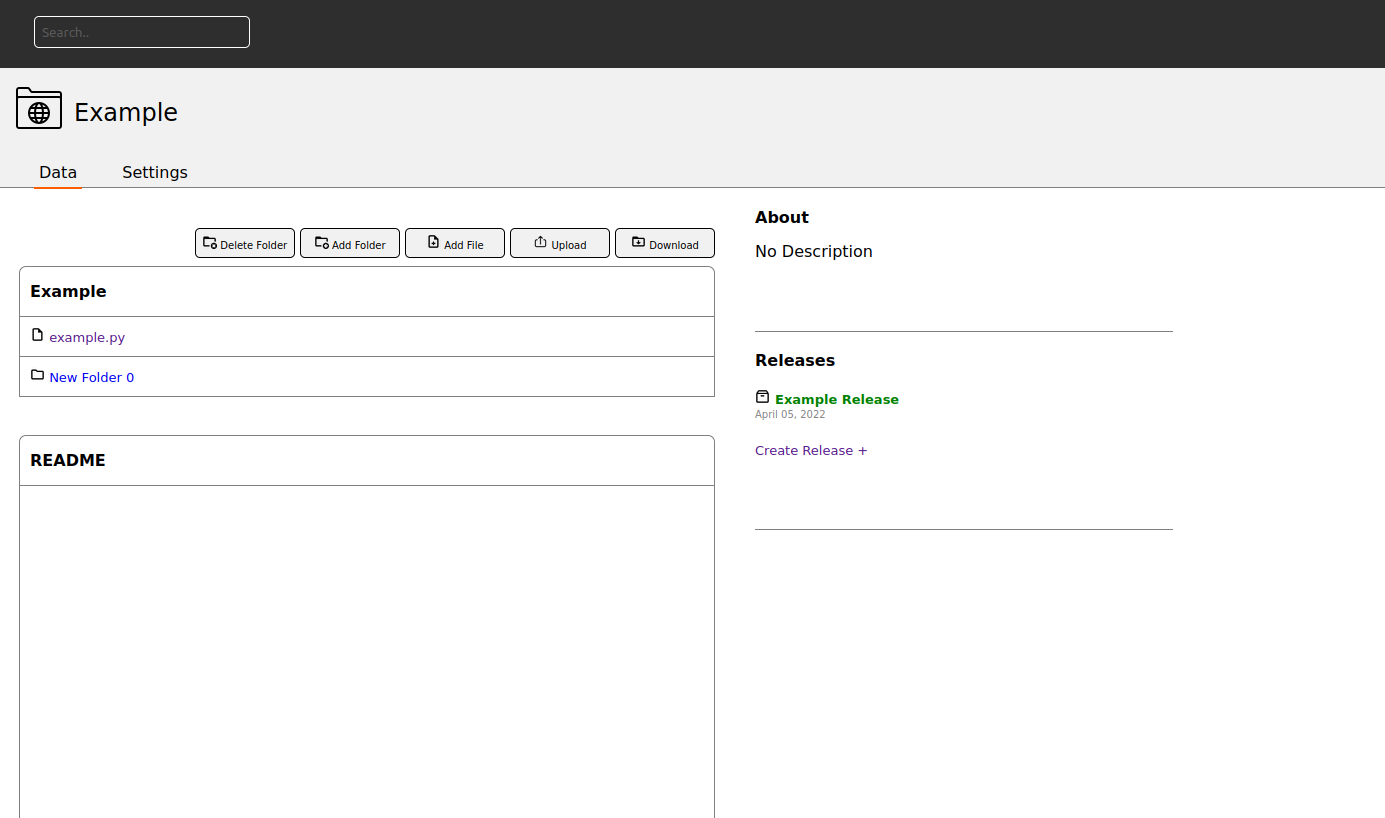 Search..
Example
Data Settings
Delete Folder Add Folder Add File Upload Download
Example
example.py
New Folder 0
README
About
No Description
Releases
Example Release
April 05, 2022
Create Release +